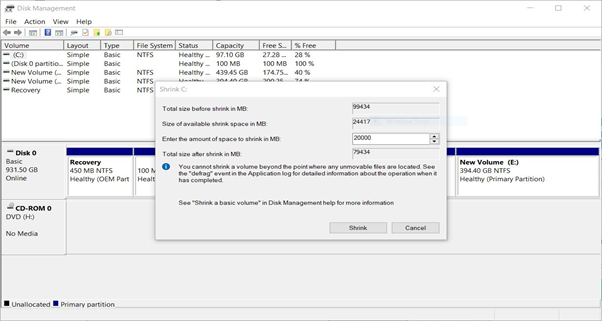 Disk Management
File Action View Help
Volume Layout Type File System Status Capacity Free S... % Free
(C:) Simple Basic NTFS Healthy ... 97.10 GB 27.28 ... 28 %
(Disk 0 partitio... Simple Basic Healthy ... 100 MB 100 MB 100 %
New Volume (... Simple Basic NTFS Healthy ... 439.45 GB 174.75... 40 %
New Volume (... Simple Basic NTFS Healthy ... 394.40 GB 74 %
Recovery Simple Basic
Shrink C:
Total size before shrink in MB: 99434
Size of available shrink space in MB: 24417
Enter the amount of space to shrink in MB: 20000
Total size after shrink in MB: 79434
You cannot shrink a volume beyond the point where any unmovable files are located. See
the "defrag" event in the Application log for detailed information about the operation when it
has completed.
See "Shrink a basic volume" in Disk Management help for more information
Shrink Cancel
Disk 0
Basic
931.50 GB
Online
Recovery
450 MB NTFS
Healthy (OEM Part
100 M
Healthy
New Volume (E:)
394.40 GB NTFS
Healthy (Primary Partition)
CD-ROM 0
DVD (H:)
No Media
Unallocated Primary partition